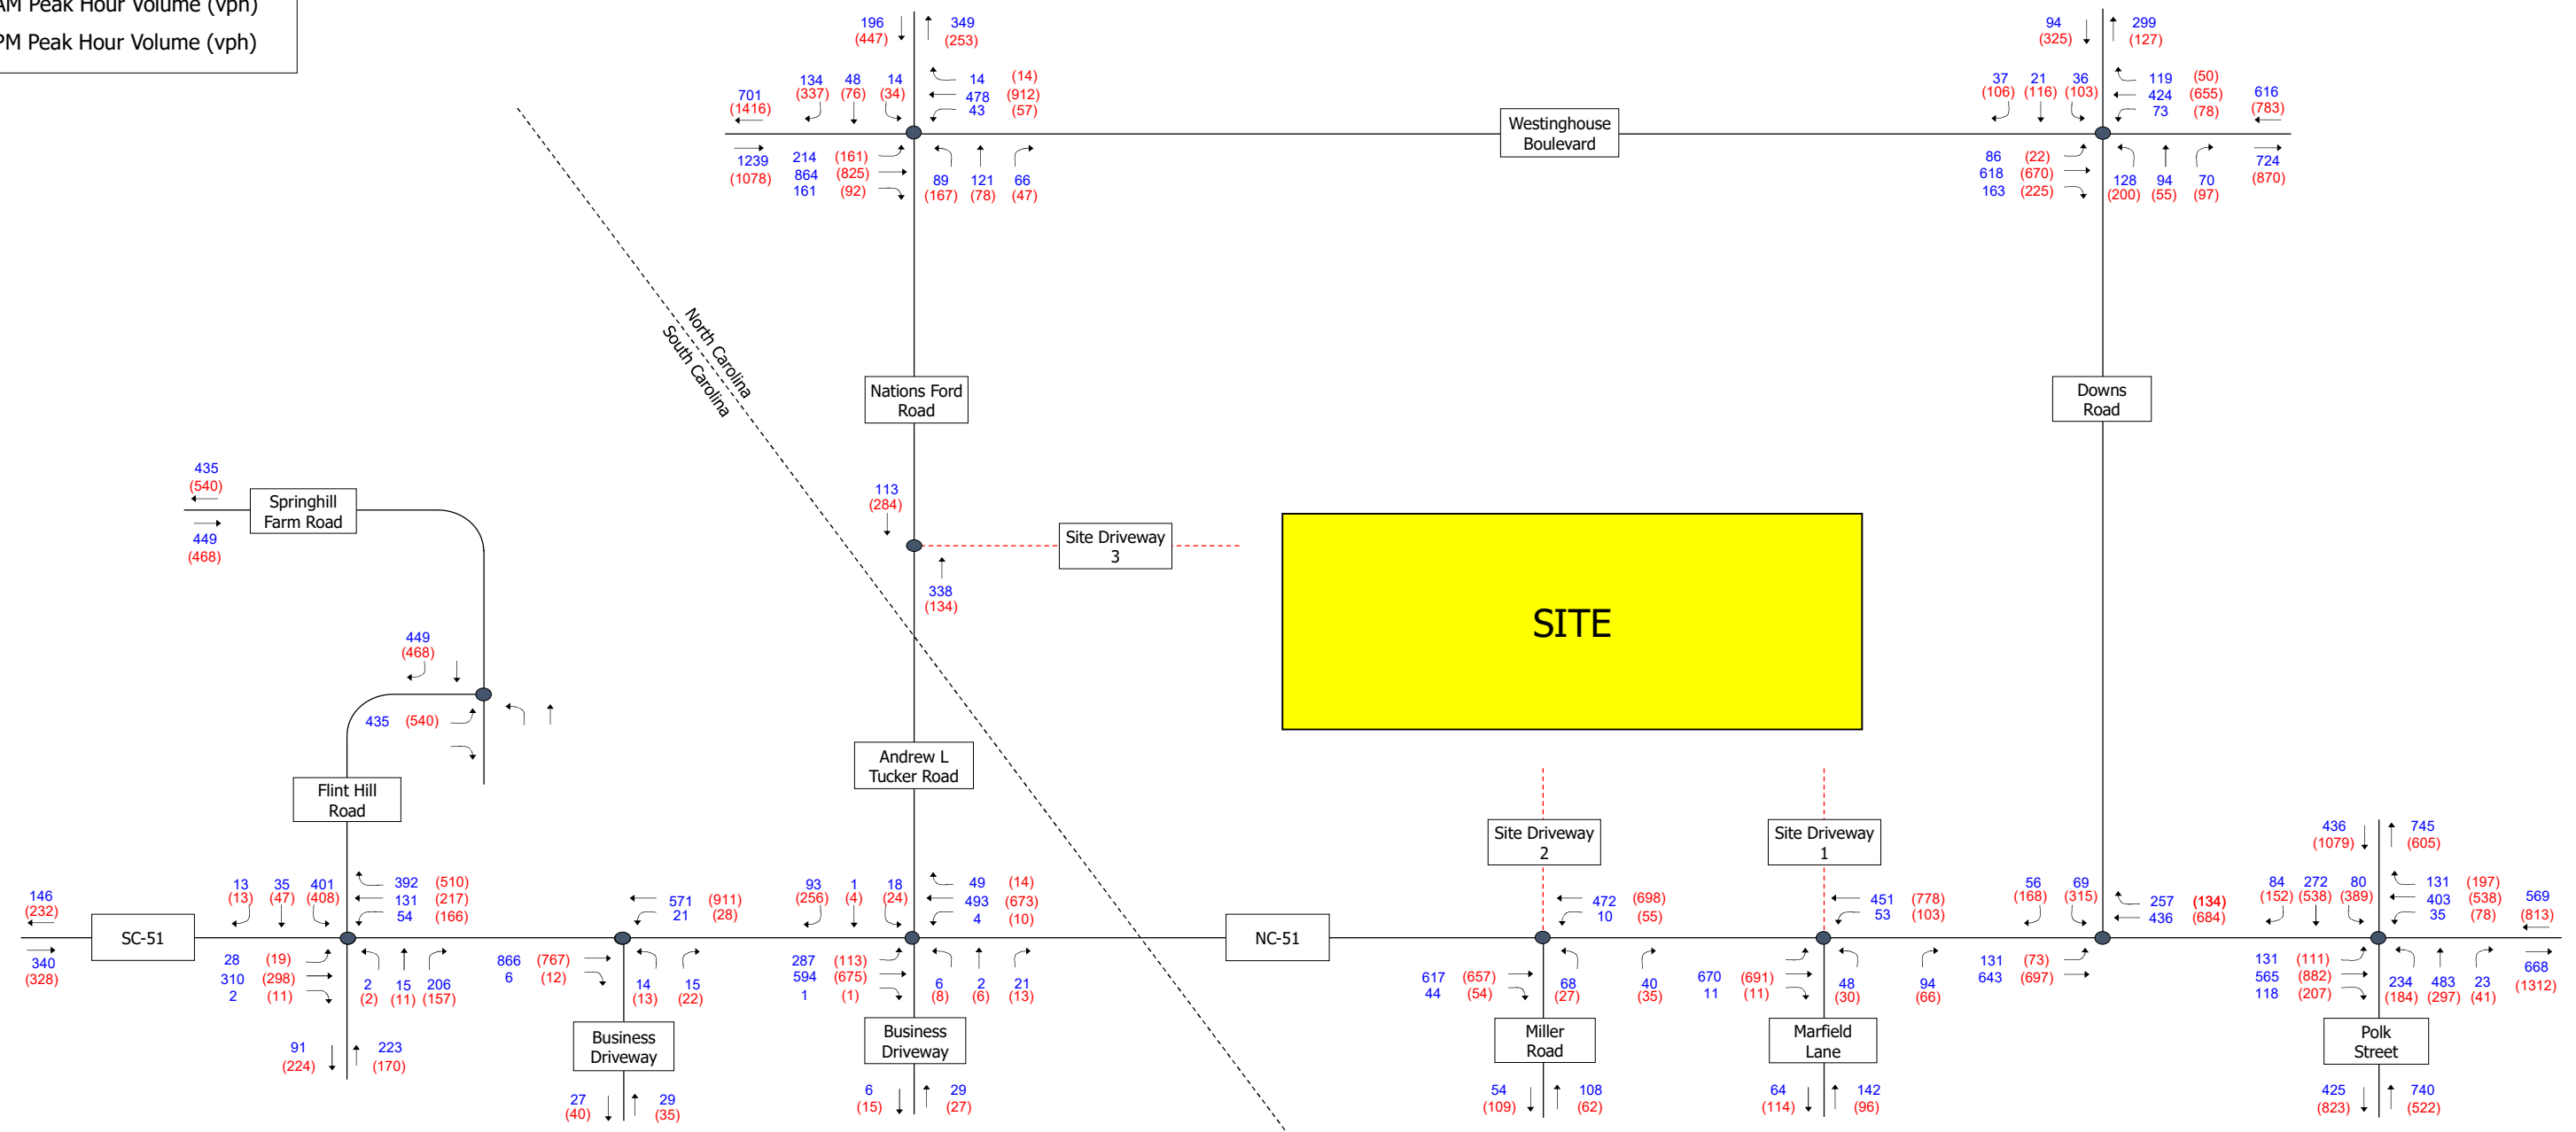 AM Peak Hour Volume (vph)
PM Peak Hour Volume (vph)
196 349
(447) (253)
134 48 14
(337) (76) (34)
14 (14)
478 (912)
43 (57)
701
(1416)
1239
(1078)
214 (161)
864 (825)
161 (92)
89 121 66
(167) (78) (47)
Westinghouse
Boulevard
94 299
(325) (127)
37 21 36
(106) (116) (103)
119 (50)
424 (655)
73 (78)
616
(783)
86 (22)
618 (670)
163 (225)
128 94 70
(200) (55) (97)
724
(870)
North Carolina
South Carolina
Nations Ford
Road
Downs
Road
435
(540)
Springhill
Farm Road
449
(468)
113
(284)
Site Driveway
3
338
(134)
SITE
449
(468)
435 (540)
Flint Hill
Road
Andrew L
Tucker Road
Site Driveway
2
Site Driveway
1
146
(232)
SC-51
340
(328)
13 35 401
(13) (47) (408)
392 (510)
131 (217)
54 (166)
28 (19)
310 (298)
2 (11)
2 15 206
(2) (11) (157)
91 223
(224) (170)
571 (911)
21 (28)
866 (767)
6 (12)
14 15
(13) (22)
Business
Driveway
27 29
(40) (35)
93 1 18
(256) (4) (24)
49 (14)
493 (673)
4 (10)
287 (113)
594 (675)
1 (1)
6 2 21
(8) (6) (13)
Business
Driveway
6 29
(15) (27)
NC-51
472 (698)
10 (55)
617 (657)
44 (54)
68 40
(27) (35)
Miller
Road
54 108
(109) (62)
451 (778)
53 (103)
670 (691)
11 (11)
48 94
(30) (66)
Marfield
Lane
64 142
(114) (96)
56 69
(168) (315)
257 (134)
436 (684)
131 (73)
643 (697)
436 745
(1079) (605)
84 272 80
(152) (538) (389)
131 (197)
403 (538)
35 (78)
569
(813)
131 (111)
565 (882)
118 (207)
234 483 23
(184) (297) (41)
668
(1312)
Polk
Street
425 740
(823) (522)